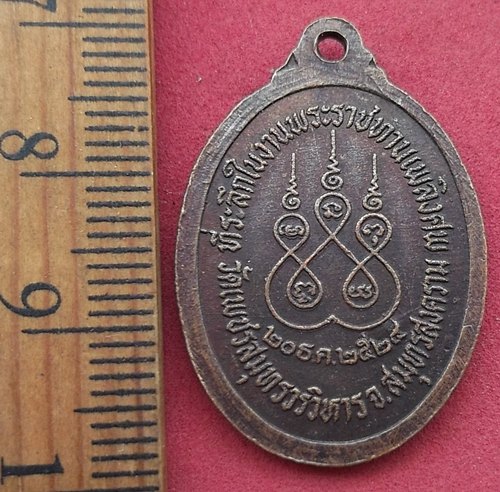 ที่ระลึกในงานพระราชทานเพลิงศพ
๒๐ธ.ค.๒๕๒๔
วัดเพชรสมุทรวรวิหาร จ.สมุทรสงคราม
7
8
9
1